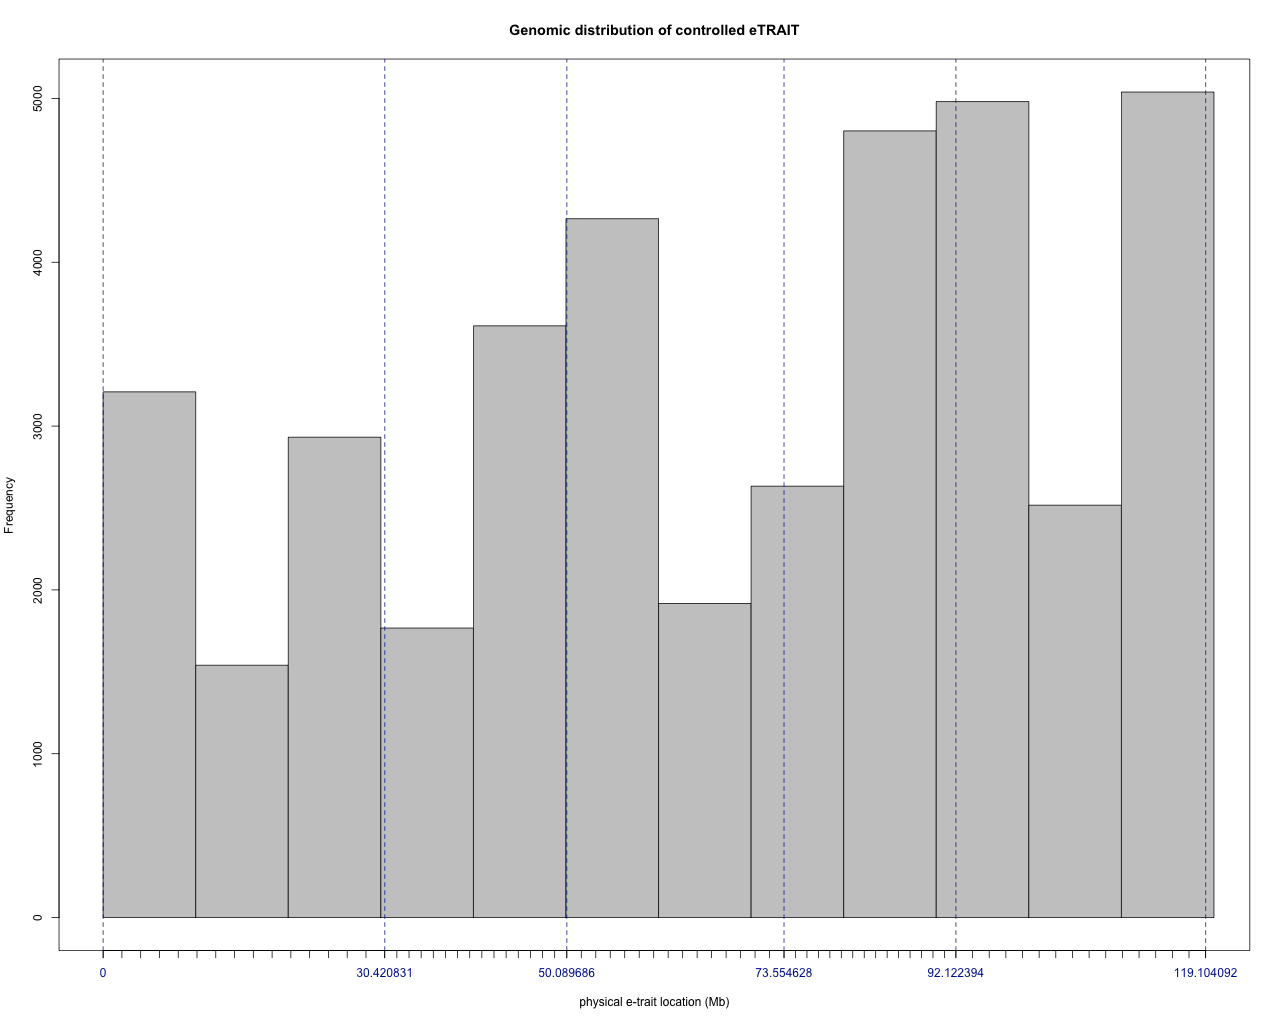 Genomic distribution of controlled eTRAIT
Frequency
5000
4000
3000
2000
1000
0
0 30.420831 50.089686 73.554628 92.122394 119.104092
physical e-trait location (Mb)